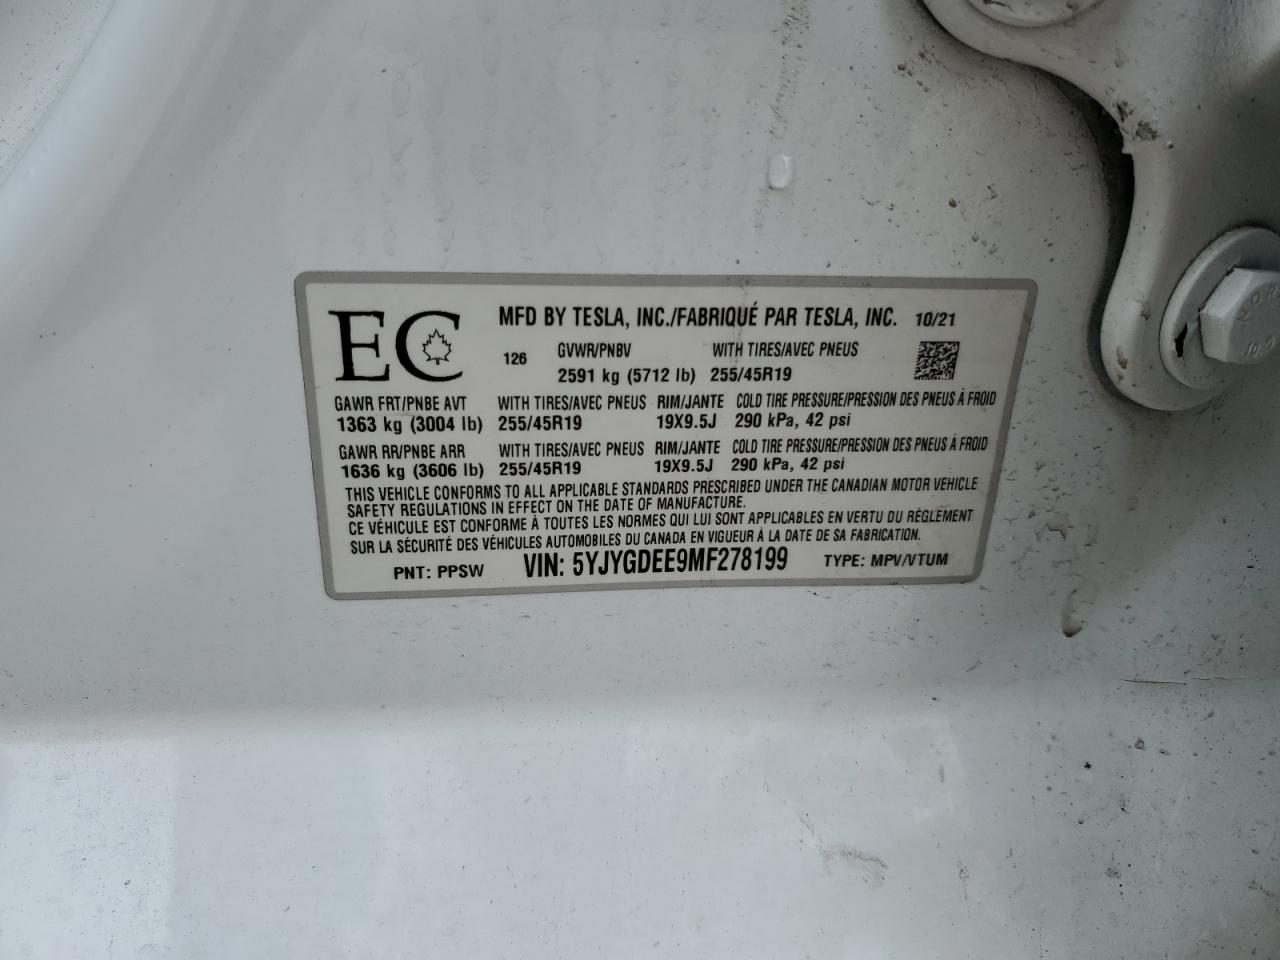 EC
MFD BY TESLA, INC./FABRIQUÉ PAR TESLA, INC. 10/21
126 GVWR/PNBV WITH TIRES/AVEC PNEUS
2591 kg (5712 lb) 255/45R19
GAWR FRT/PNBE AVT WITH TIRES/AVEC PNEUS RIM/JANTE COLD TIRE PRESSURE/PRESSION DES PNEUS À FROID
1363 kg (3004 lb) 255/45R19 19X9.5J 290 kPa, 42 psi
GAWR RR/PNBE ARR WITH TIRES/AVEC PNEUS RIM/JANTE COLD TIRE PRESSURE/PRESSION DES PNEUS À FROID
1636 kg (3606 lb) 255/45R19 19X9.5J 290 kPa, 42 psi
THIS VEHICLE CONFORMS TO ALL APPLICABLE STANDARDS PRESCRIBED UNDER THE CANADIAN MOTOR VEHICLE
SAFETY REGULATIONS IN EFFECT ON THE DATE OF MANUFACTURE.
CE VÉHICULE EST CONFORME À TOUTES LES NORMES QUI LUI SONT APPLICABLES EN VERTU DU RÈGLEMENT
SUR LA SÉCURITÉ DES VÉHICULES AUTOMOBILES DU CANADA EN VIGUEUR À LA DATE DE SA FABRICATION.
PNT: PPSW VIN: 5YJYGDEE9MF278199 TYPE: MPV/VTUM